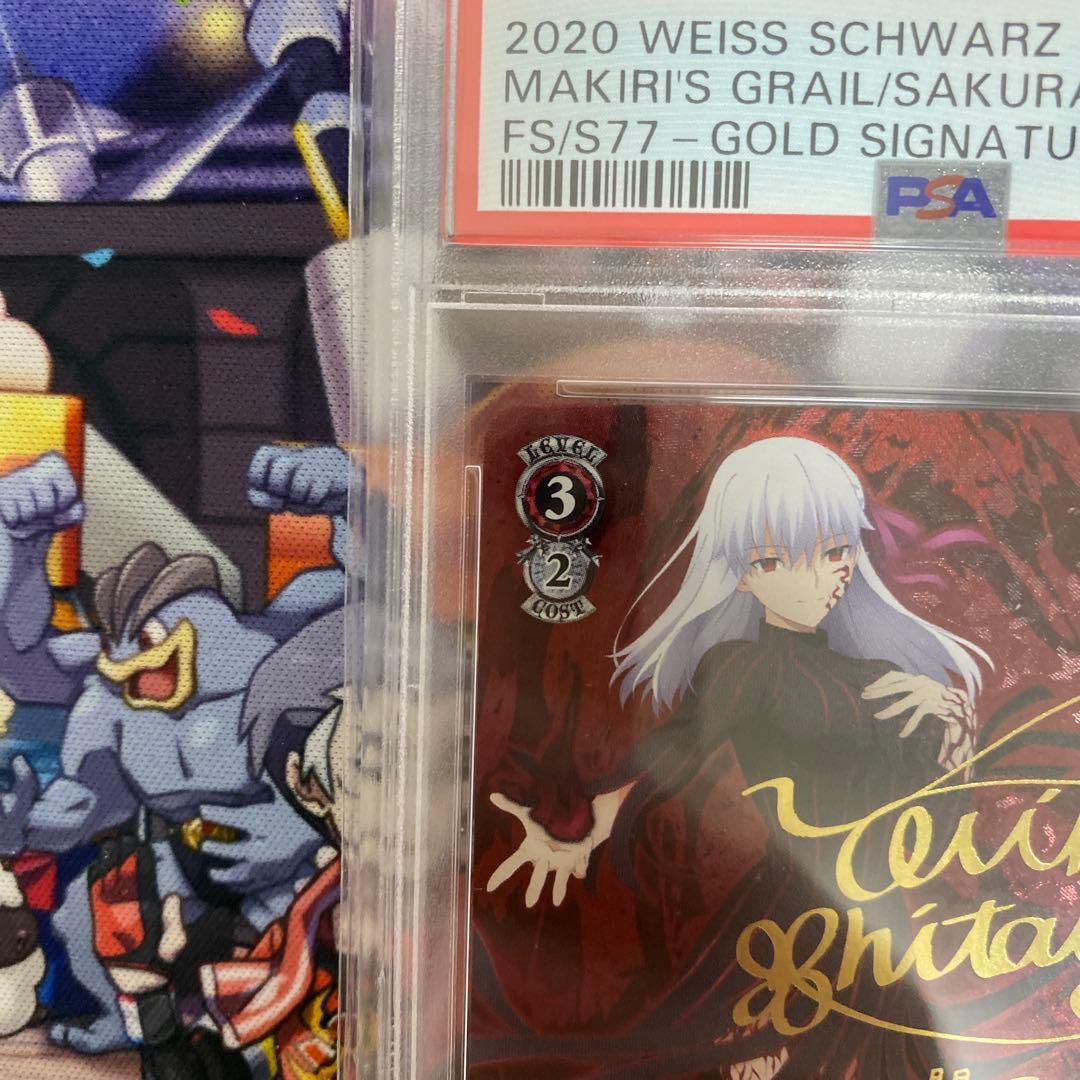 2020 WEISS SCHWARZ
MAKIRI'S GRAIL/SAKURA
FS/S77 – GOLD SIGNATU
PSA
LEVEL
3
2
COST